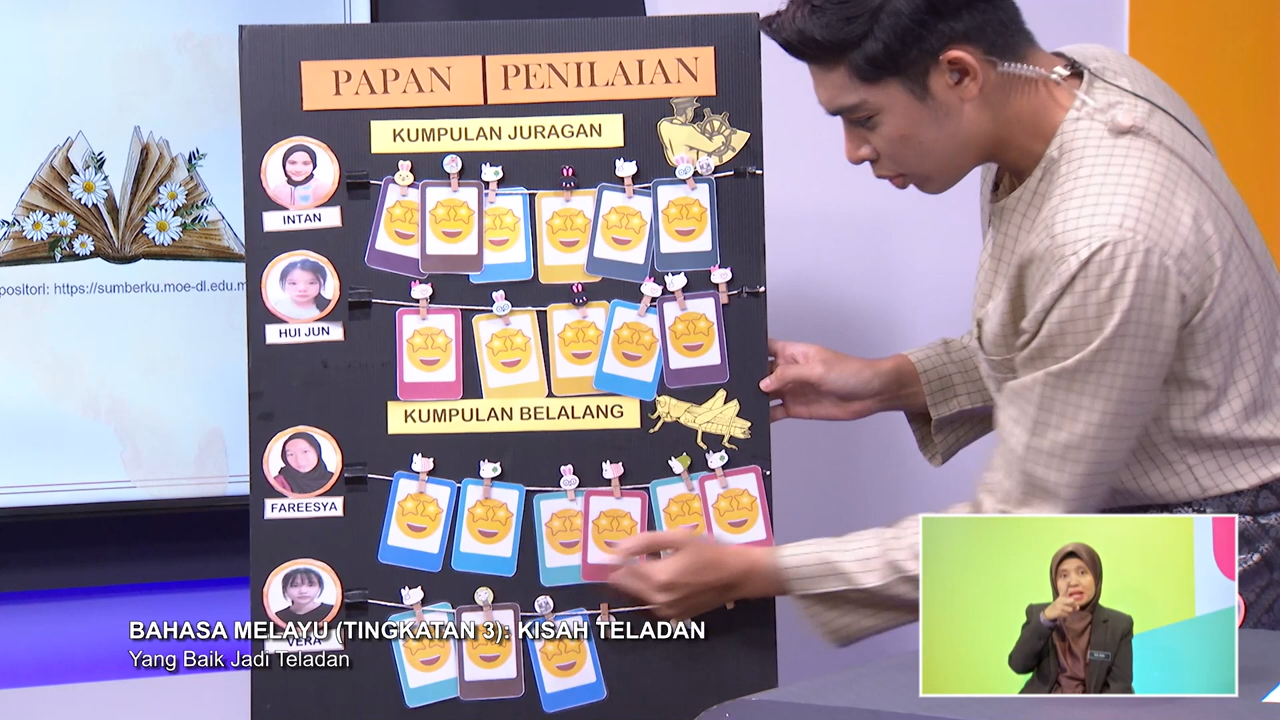 PAPAN PENILAIAN
KUMPULAN JURAGAN
INTAN
positori: https://sumberku.moe-dl.edu.m
HUI JUN
KUMPULAN BELALANG
FAREESYA
VERA
BAHASA MELAYU (TINGKATAN 3): KISAH TELADAN
Yang Baik Jadi Teladan